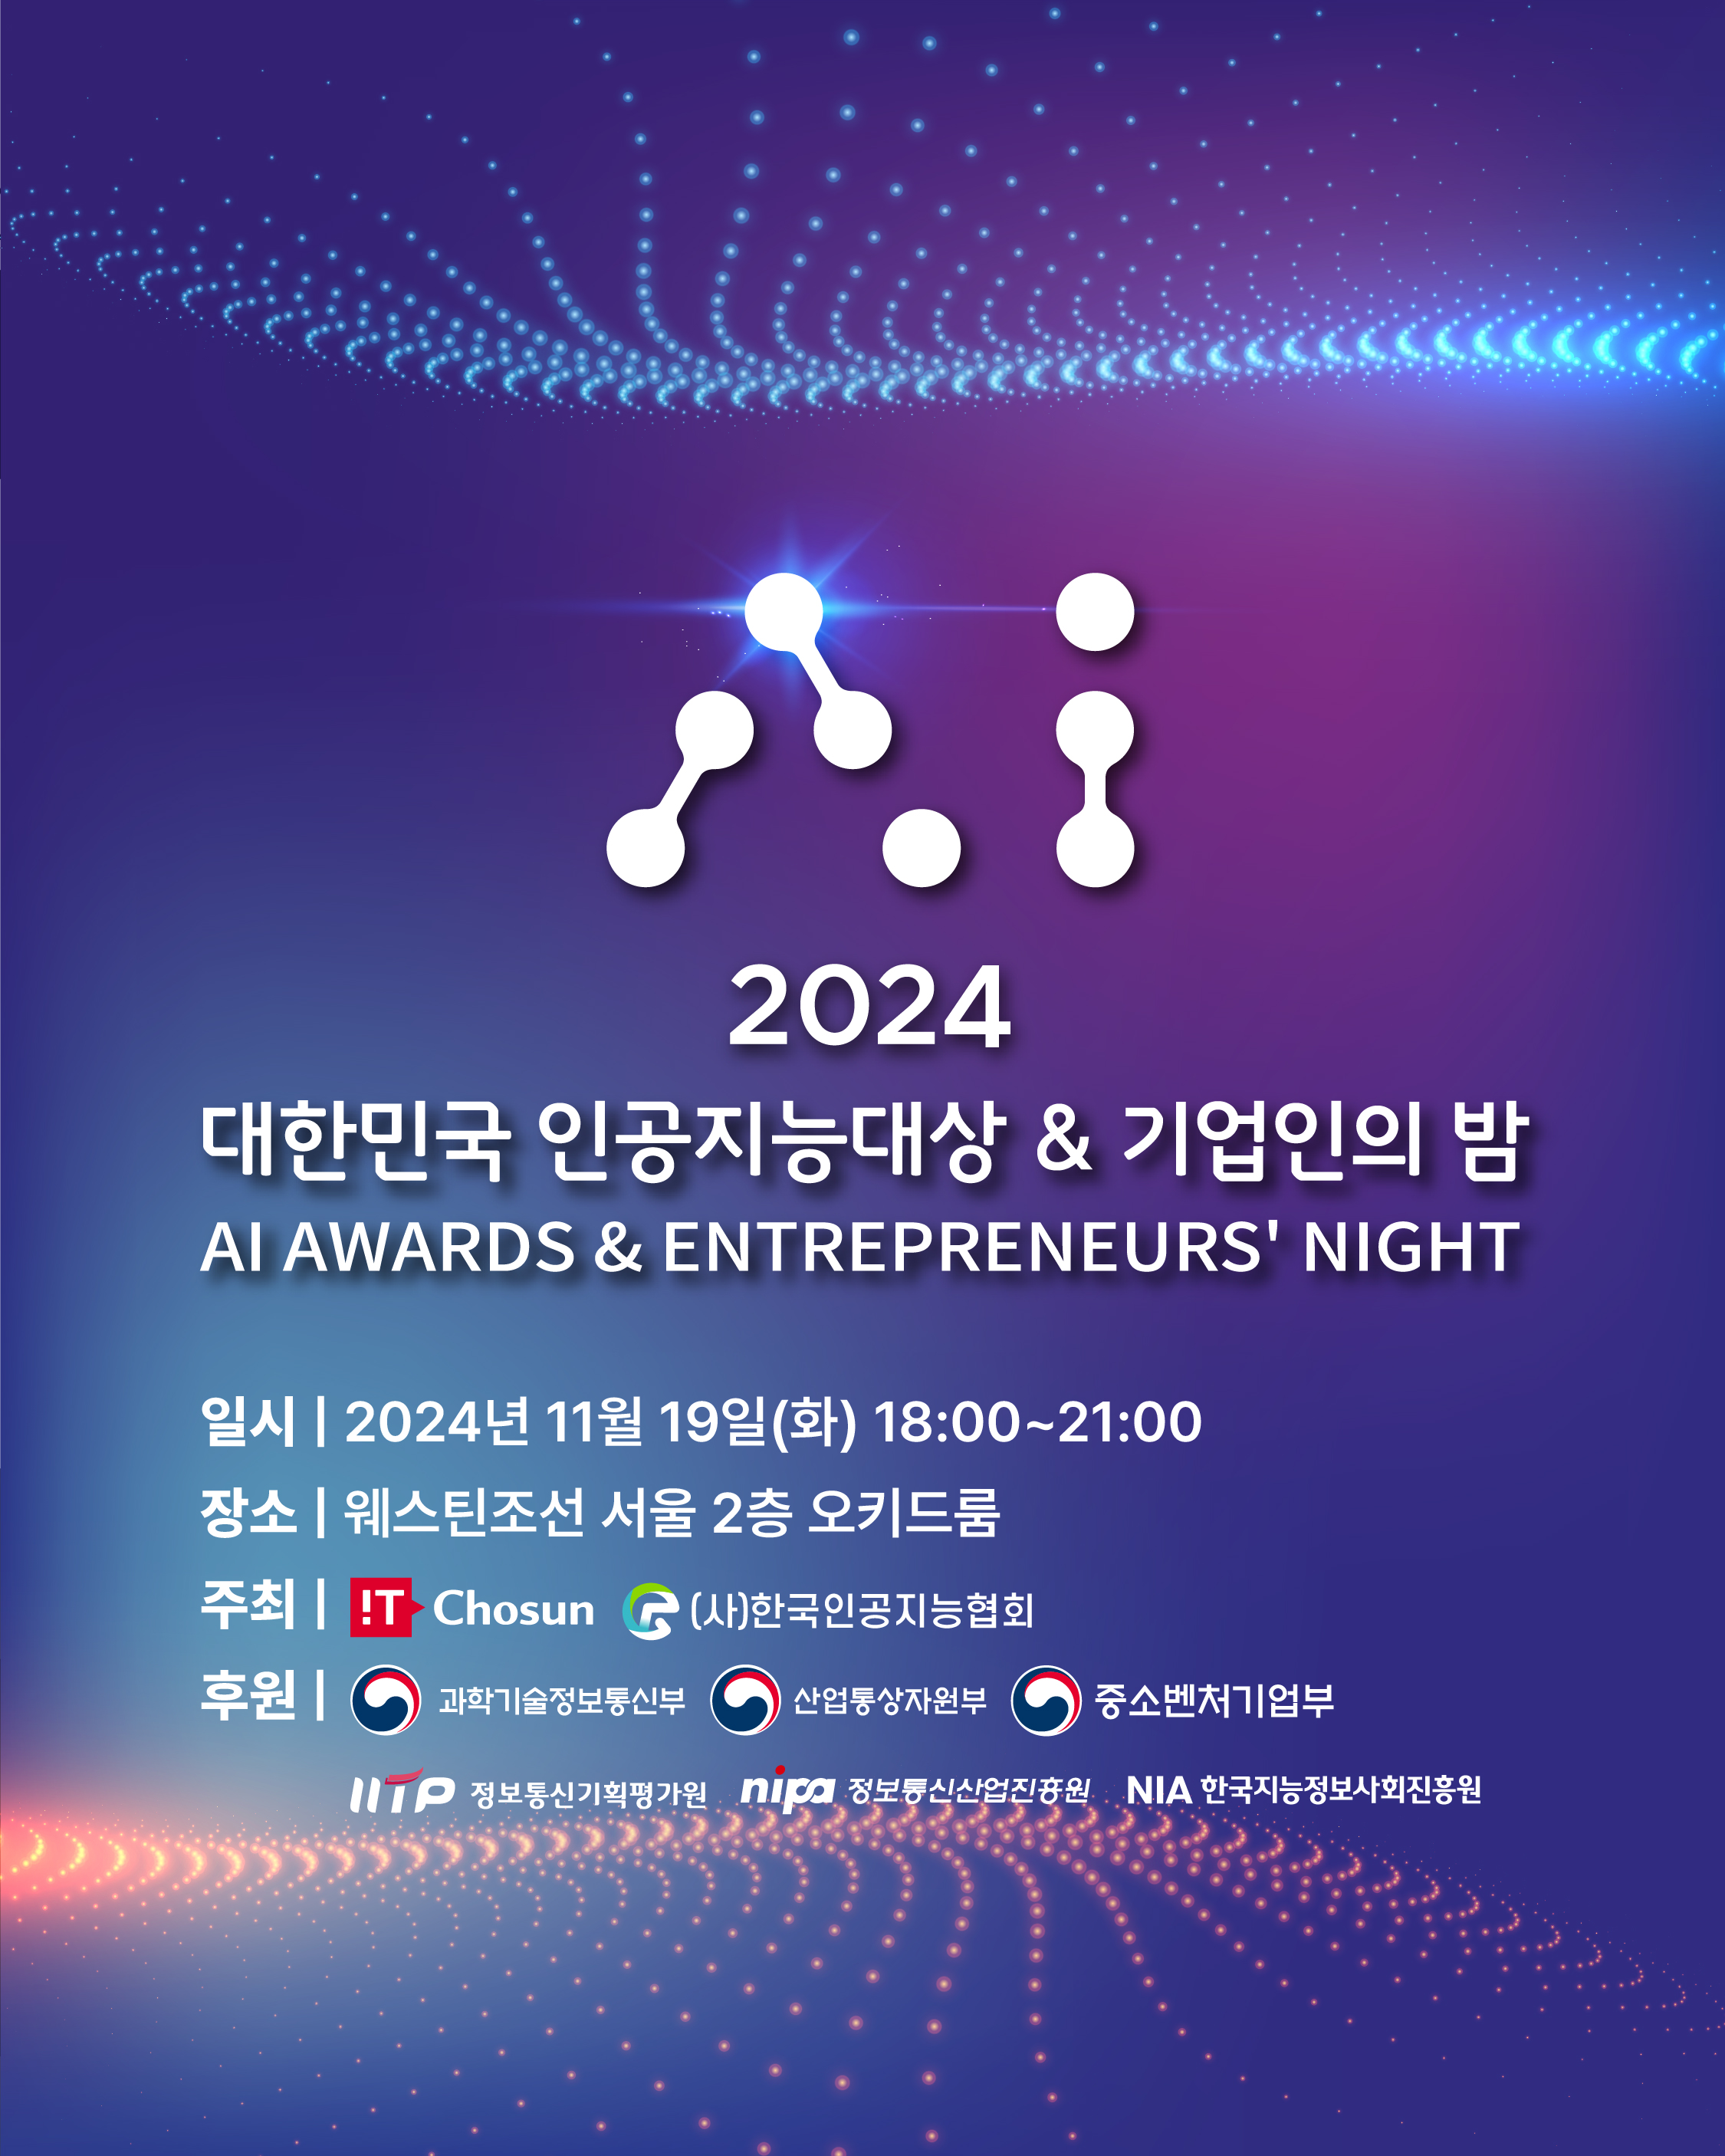 AI
2024
대한민국 인공지능대상 & 기업인의 밤
AI AWARDS & ENTREPRENEURS' NIGHT
일시 | 2024년 11월 19일(화) 18:00~21:00
장소 | 웨스틴조선 서울 2층 오키드룸
주최 | IT Chosun (사)한국인공지능협회
후원 | 과학기술정보통신부 산업통상자원부 중소벤처기업부
IITP 정보통신기획평가원 nipa 정보통신산업진흥원 NIA 한국지능정보사회진흥원